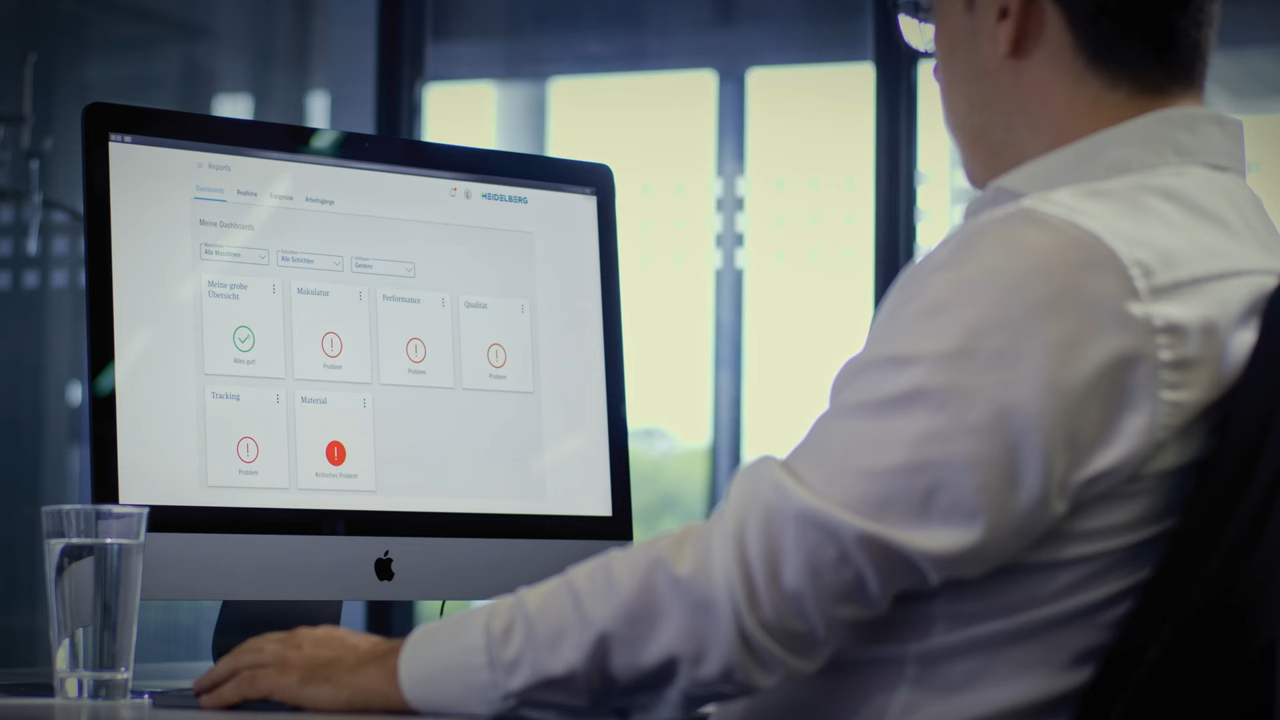 Reports
HEIDELBERG
Dashboards Realtime Ereignisse Arbeitsgänge
Meine Dashboards
Alle Maschinen Alle Schichten Gestern
Meine grobe
Übersicht
Alles gut!
Makulatur
Problem
Performance
Problem
Qualität
Problem
Tracking
Problem
Material
Kritisches Problem